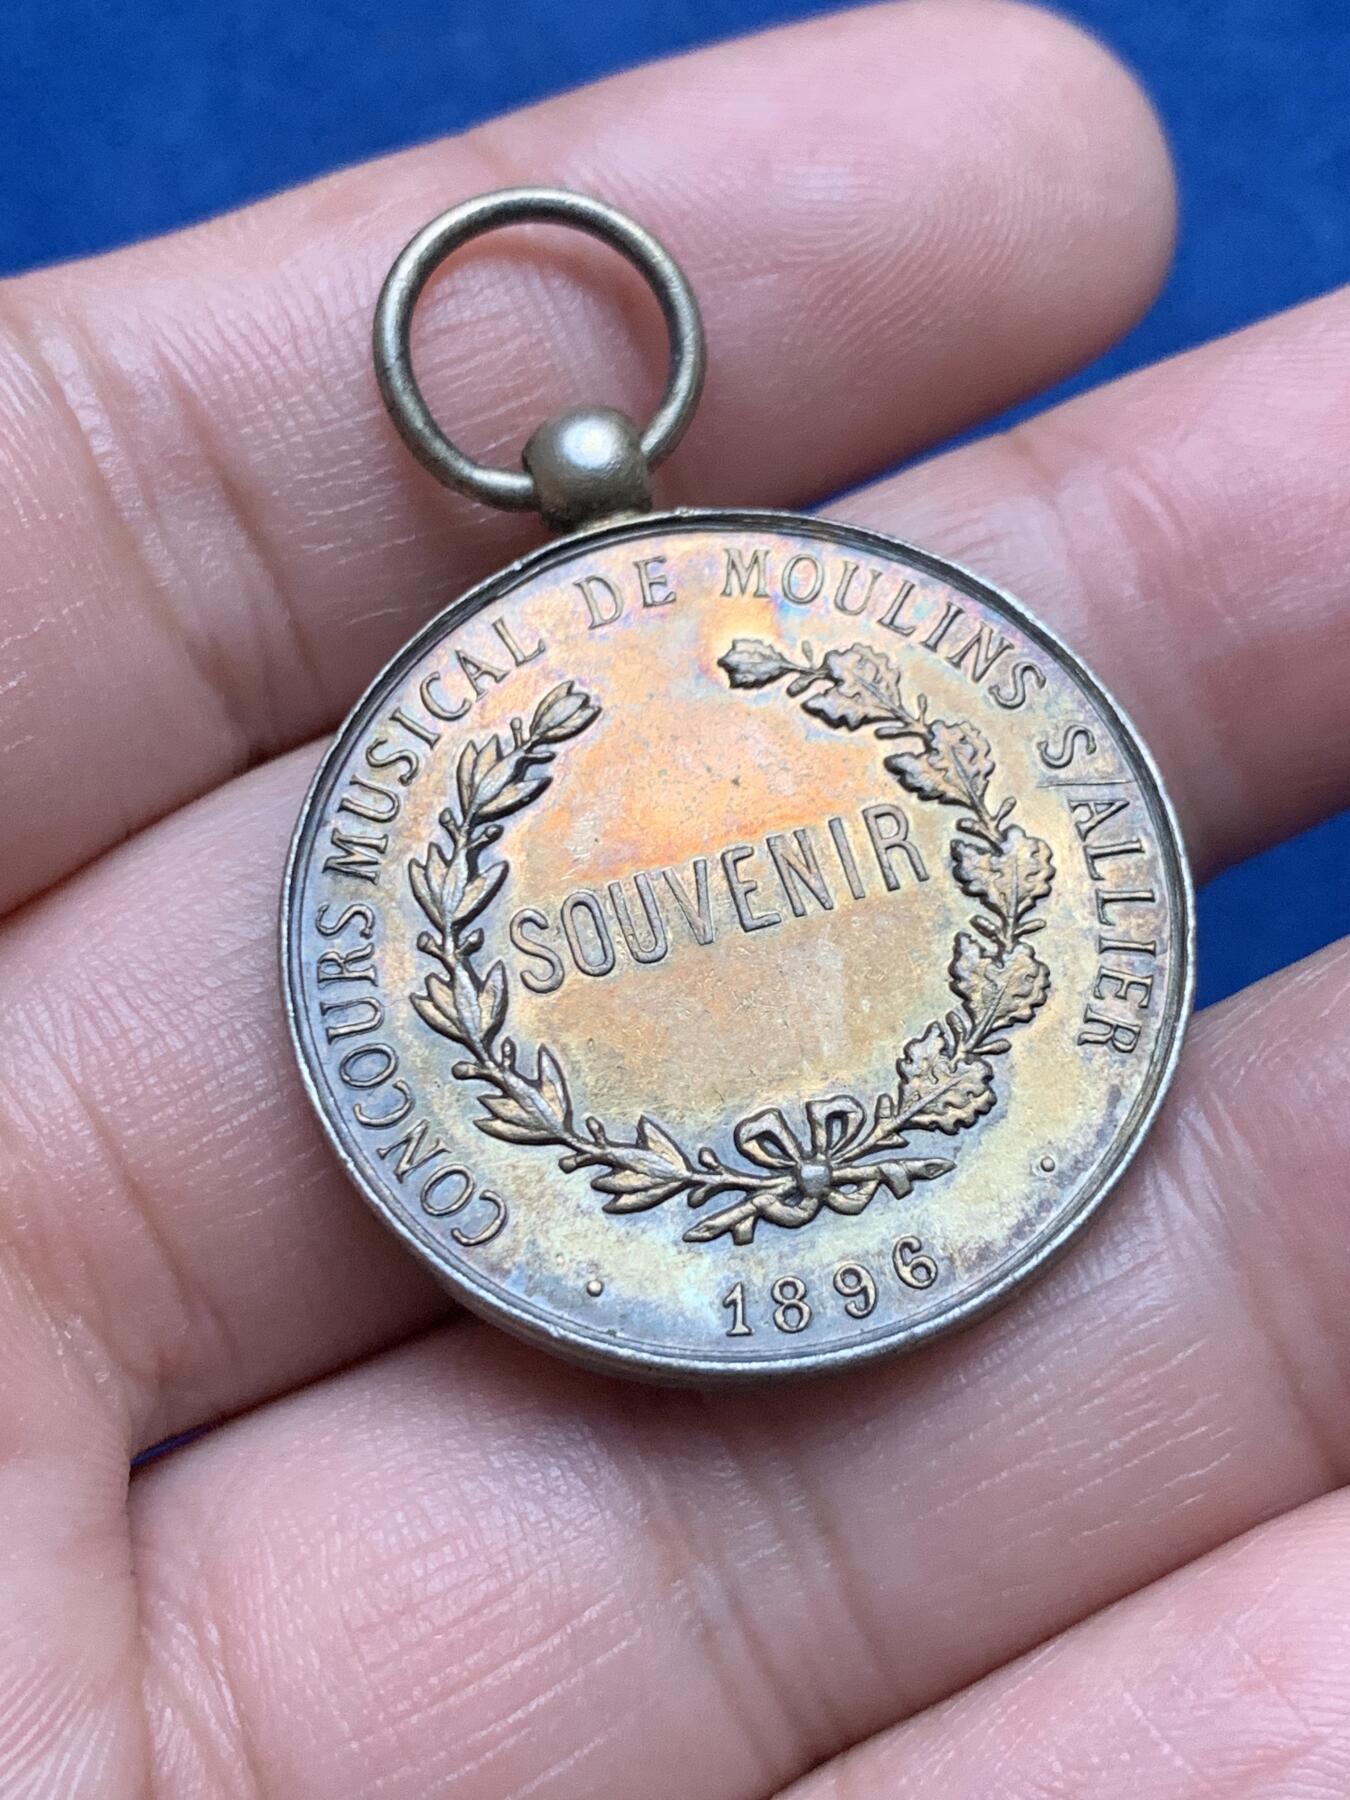 CONCOURS MUSICAL DE MOULINS S/ALLIER
SOUVENIR
1896